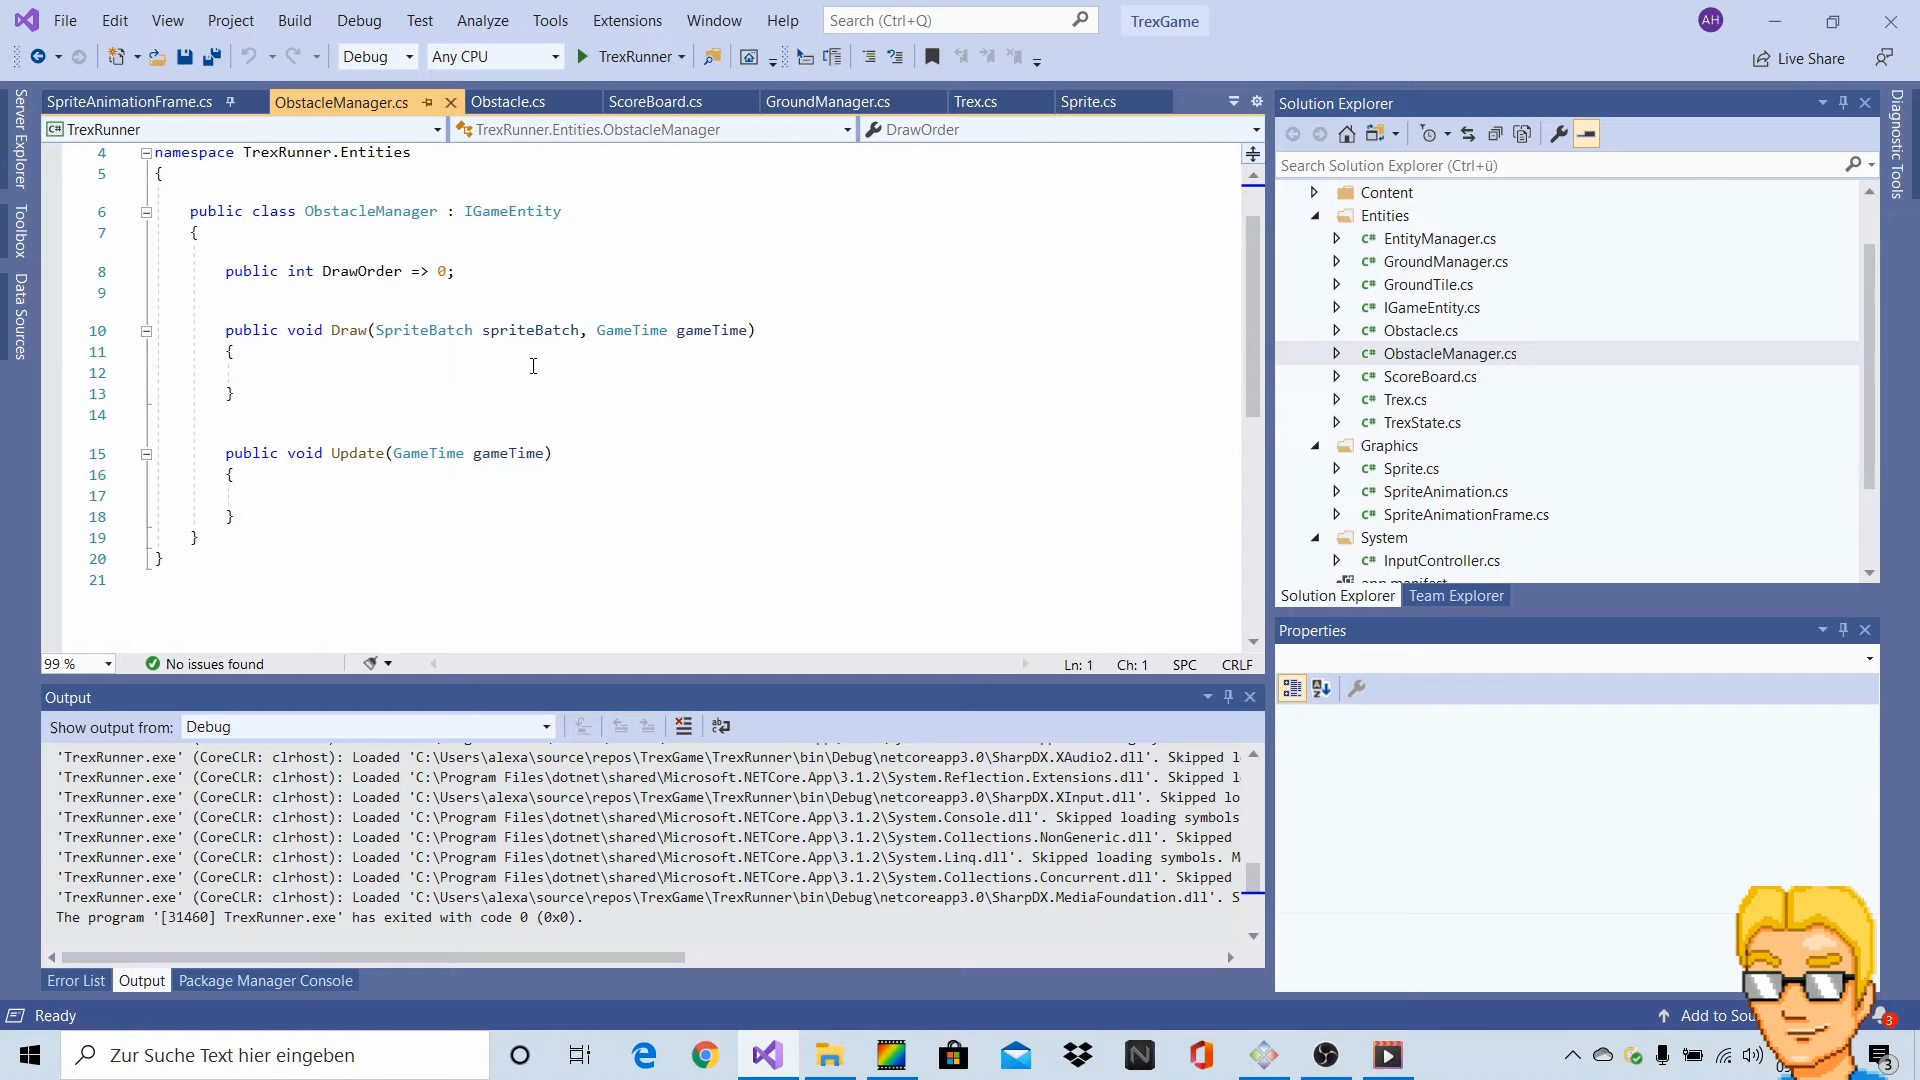 File Edit View Project Build Debug Test Analyze Tools Extensions Window Help Search (Ctrl+Q) TrexGame AH
Debug Any CPU TrexRunner Live Share
SpriteAnimationFrame.cs ObstacleManager.cs Obstacle.cs ScoreBoard.cs GroundManager.cs Trex.cs Sprite.cs
TrexRunner TrexRunner.Entities.ObstacleManager DrawOrder
Server Explorer
Toolbox
Data Sources
4 namespace TrexRunner.Entities
5 {
6 public class ObstacleManager : IGameEntity
7 {
8 public int DrawOrder => 0;
9
10 public void Draw(SpriteBatch spriteBatch, GameTime gameTime)
11 {
12
13 }
14
15 public void Update(GameTime gameTime)
16 {
17
18 }
19 }
20 }
21
99 % No issues found Ln: 1 Ch: 1 SPC CRLF
Output
Show output from: Debug
'TrexRunner.exe' (CoreCLR: clrhost): Loaded 'C:\Users\alexa\source\repos\TrexGame\TrexRunner\bin\Debug\netcoreapp3.0\SharpDX.XAudio2.dll'. Skipped l
'TrexRunner.exe' (CoreCLR: clrhost): Loaded 'C:\Program Files\dotnet\shared\Microsoft.NETCore.App\3.1.2\System.Reflection.Extensions.dll'. Skipped
'TrexRunner.exe' (CoreCLR: clrhost): Loaded 'C:\Users\alexa\source\repos\TrexGame\TrexRunner\bin\Debug\netcoreapp3.0\SharpDX.XInput.dll'. Skipped lo
'TrexRunner.exe' (CoreCLR: clrhost): Loaded 'C:\Program Files\dotnet\shared\Microsoft.NETCore.App\3.1.2\System.Console.dll'. Skipped loading symbols
'TrexRunner.exe' (CoreCLR: clrhost): Loaded 'C:\Program Files\dotnet\shared\Microsoft.NETCore.App\3.1.2\System.Collections.NonGeneric.dll'. Skipped
'TrexRunner.exe' (CoreCLR: clrhost): Loaded 'C:\Program Files\dotnet\shared\Microsoft.NETCore.App\3.1.2\System.Linq.dll'. Skipped loading symbols. M
'TrexRunner.exe' (CoreCLR: clrhost): Loaded 'C:\Program Files\dotnet\shared\Microsoft.NETCore.App\3.1.2\System.Collections.Concurrent.dll'. Skipped
'TrexRunner.exe' (CoreCLR: clrhost): Loaded 'C:\Users\alexa\source\repos\TrexGame\TrexRunner\bin\Debug\netcoreapp3.0\SharpDX.MediaFoundation.dll'. S
The program '[31460] TrexRunner.exe' has exited with code 0 (0x0).
Error List Output Package Manager Console
Solution Explorer
Search Solution Explorer (Ctrl+ü)
Content
Entities
C# EntityManager.cs
C# GroundManager.cs
C# GroundTile.cs
C# IGameEntity.cs
C# Obstacle.cs
C# ObstacleManager.cs
C# ScoreBoard.cs
C# Trex.cs
C# TrexState.cs
Graphics
C# Sprite.cs
C# SpriteAnimation.cs
C# SpriteAnimationFrame.cs
System
C# InputController.cs
Solution Explorer Team Explorer
Properties
Diagnostic Tools
Ready Add to Sou 3
Zur Suche Text hier eingeben 3